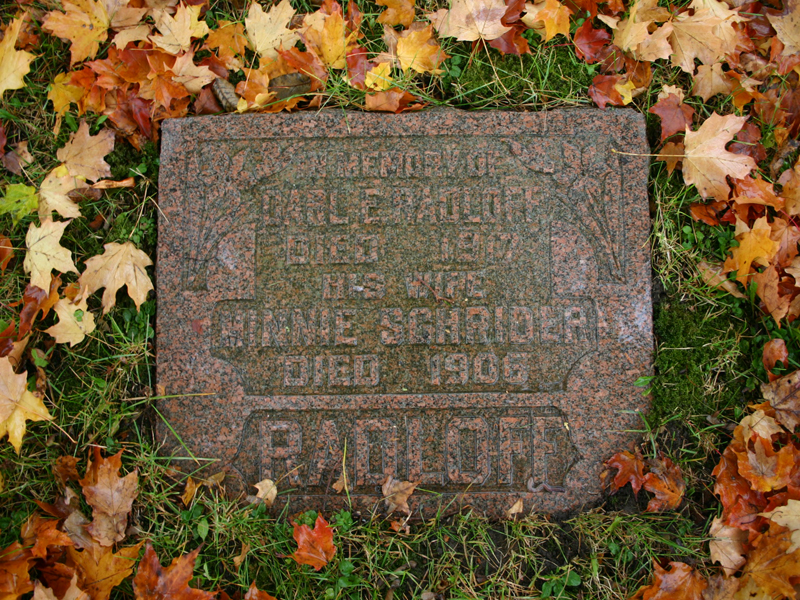 IN MEMORY OF
CARL F. RADLOFF
DIED 1917
HIS WIFE
MINNIE SCHRIDER
DIED 1906
RADLOFF